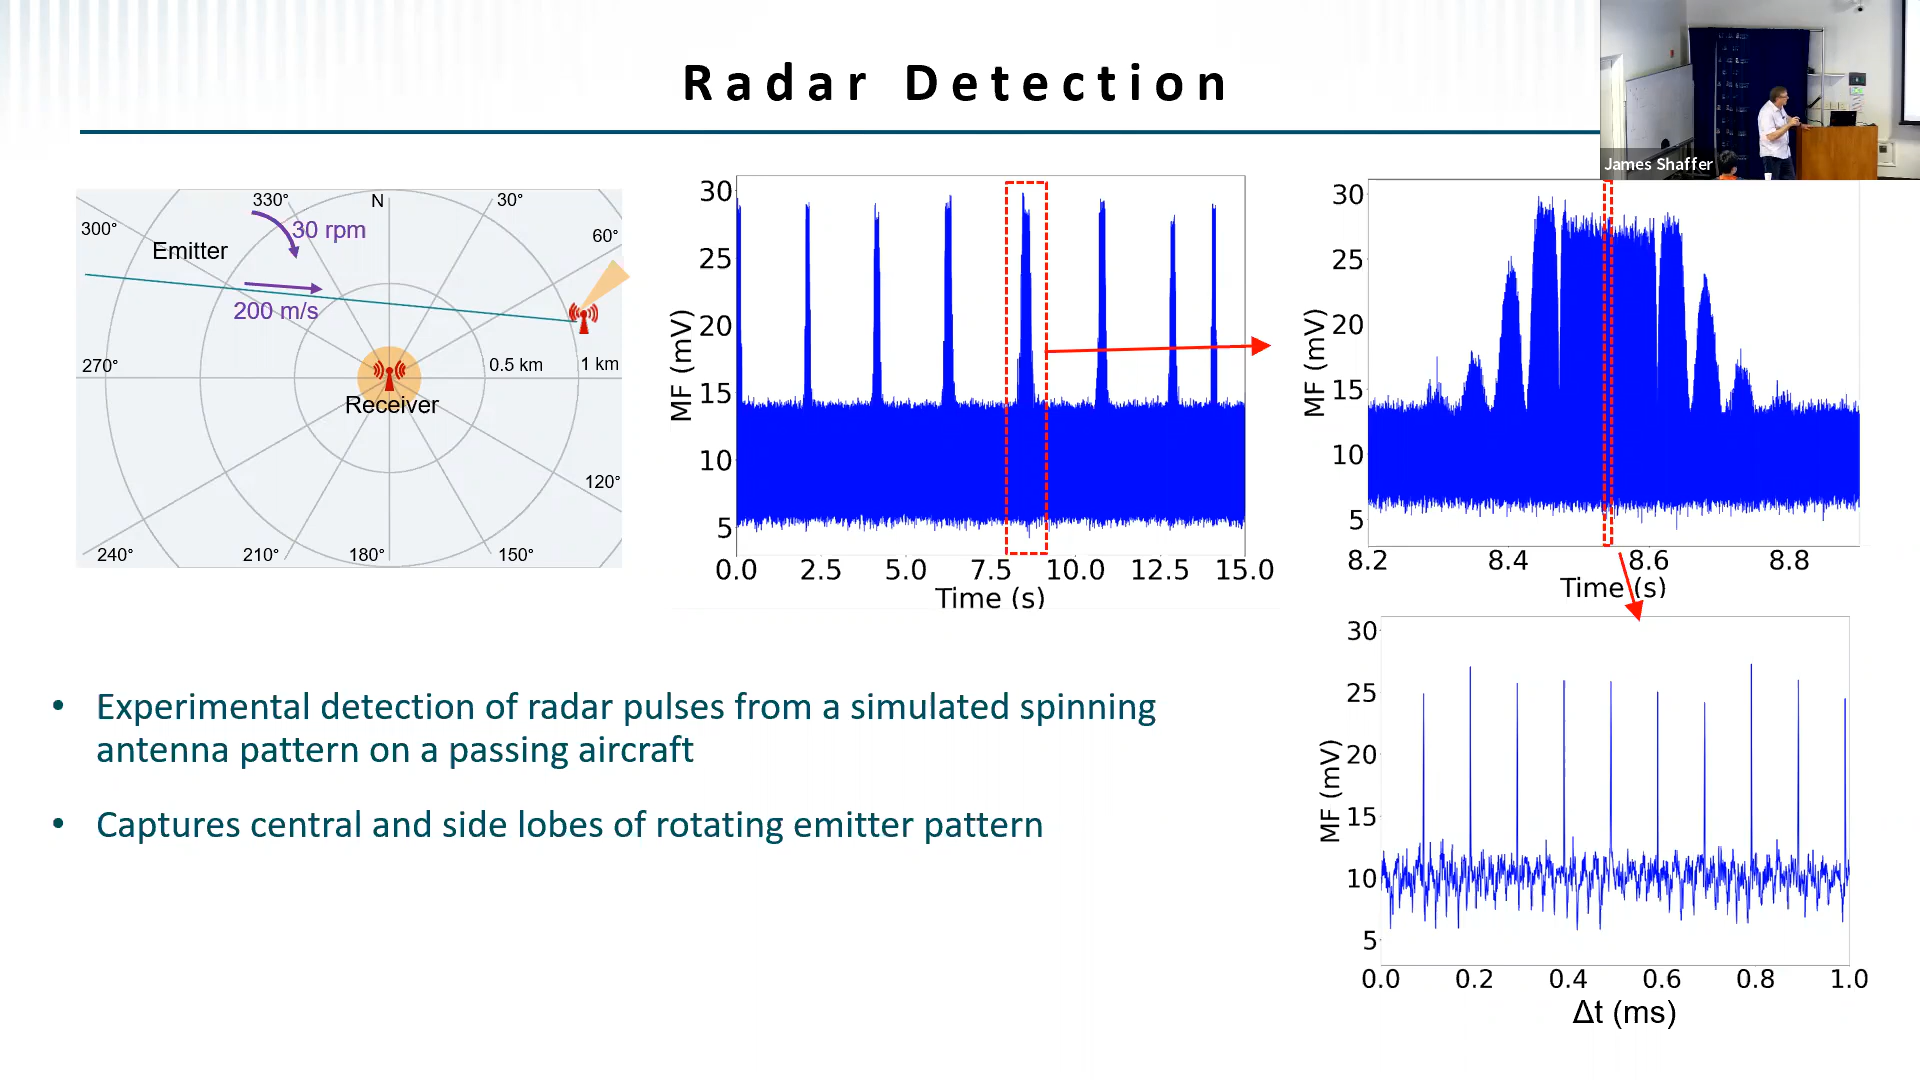 Radar Detection
James Shaffer
330°
N
30°
300°
30 rpm
60°
Emitter
200 m/s
270°
0.5 km
1 km
Receiver
120°
240°
210°
180°
150°
30
25
20
15
10
5
MF (mV)
0.0 2.5 5.0 7.5 10.0 12.5 15.0
Time (s)
30
25
20
15
10
5
MF (mV)
8.2 8.4 8.6 8.8
Time (s)
30
25
20
15
10
5
MF (mV)
0.0 0.2 0.4 0.6 0.8 1.0
Δt (ms)
• Experimental detection of radar pulses from a simulated spinning
antenna pattern on a passing aircraft
• Captures central and side lobes of rotating emitter pattern